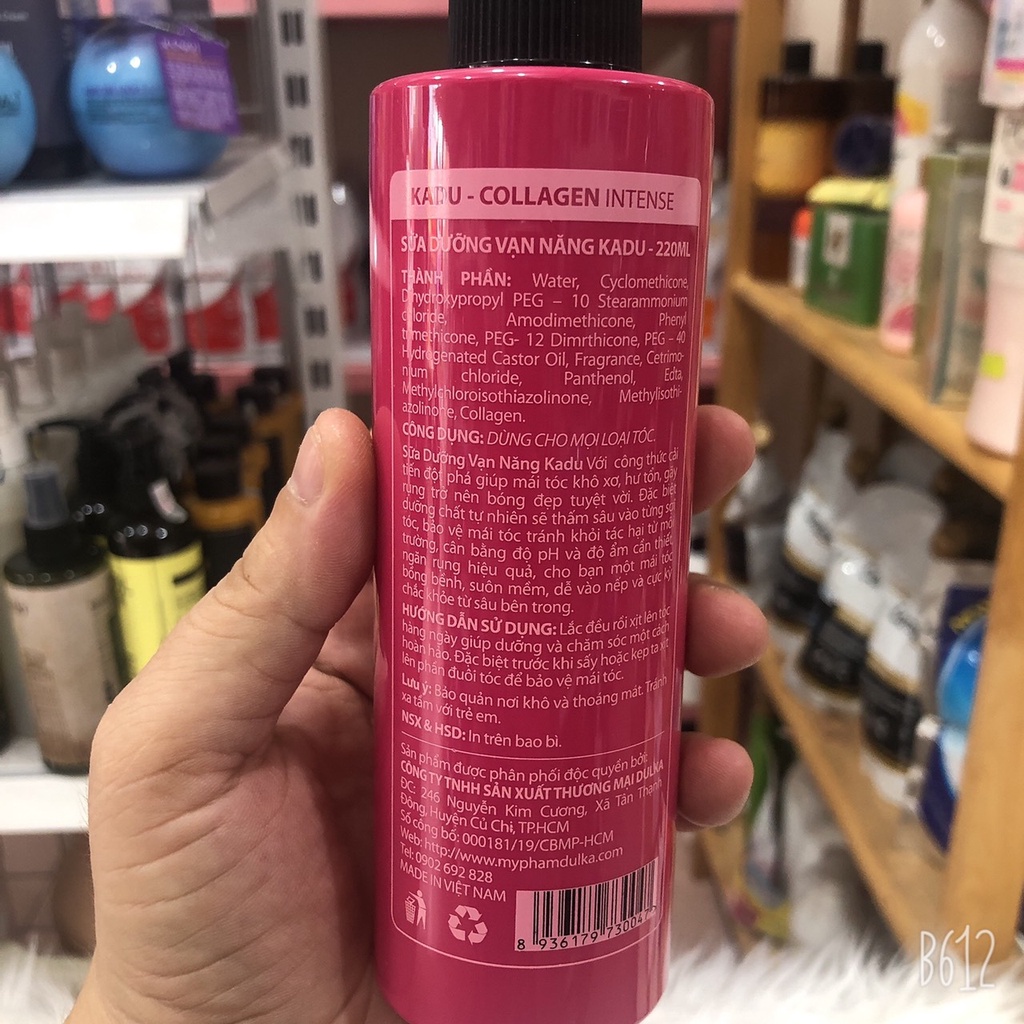 KADU - COLLAGEN INTENSE
SỮA DƯỠNG VẠN NĂNG KADU - 220ML
THÀNH PHẦN: Water, Cyclomethicone,
Dihydroxypropyl PEG – 10 Stearammonium
chloride, Amodimethicone, Phenyl
trimethicone, PEG- 12 Dimrthicone, PEG – 40
Hydrogenated Castor Oil, Fragrance, Cetrimo-
nium chloride, Panthenol, Edta,
Methylchloroisothiazolinone, Methylisothi-
azolinone, Collagen.
CÔNG DỤNG: DÙNG CHO MỌI LOẠI TÓC.
Sữa Dưỡng Vạn Năng Kadu Với công thức cải
tiến đột phá giúp mái tóc khô xơ, hư tổn, gãy
rụng trở nên bóng đẹp tuyệt vời. Đặc biệt
dưỡng chất tự nhiên sẽ thấm sâu vào từng sợi
tóc, bảo vệ mái tóc tránh khỏi tác hại từ môi
trường, cân bằng độ pH và độ ẩm cần thiết,
ngăn rụng hiệu quả, cho bạn một mái tóc
bồng bềnh, suôn mềm, dễ vào nếp và cực kỳ
chắc khỏe từ sâu bên trong.
HƯỚNG DẪN SỬ DỤNG: Lắc đều rồi xịt lên tóc
hàng ngày giúp dưỡng và chăm sóc một cách
hoàn hảo. Đặc biệt trước khi sấy hoặc kẹp ta xịt
lên phần đuôi tóc để bảo vệ mái tóc.
Lưu ý: Bảo quản nơi khô và thoáng mát. Tránh
xa tầm với trẻ em.
NSX & HSD: In trên bao bì.
Sản phẩm được phân phối độc quyền bởi:
CÔNG TY TNHH SẢN XUẤT THƯƠNG MẠI DULKA
ĐC: 246 Nguyễn Kim Cương, Xã Tân Thạnh
Đông, Huyện Củ Chi, TP.HCM
Số công bố: 000181/19/CBMP-HCM
Web: http://www.myphamdulka.com
Tel: 0902 692 828
MADE IN VIỆT NAM
8 936179 730047
B612